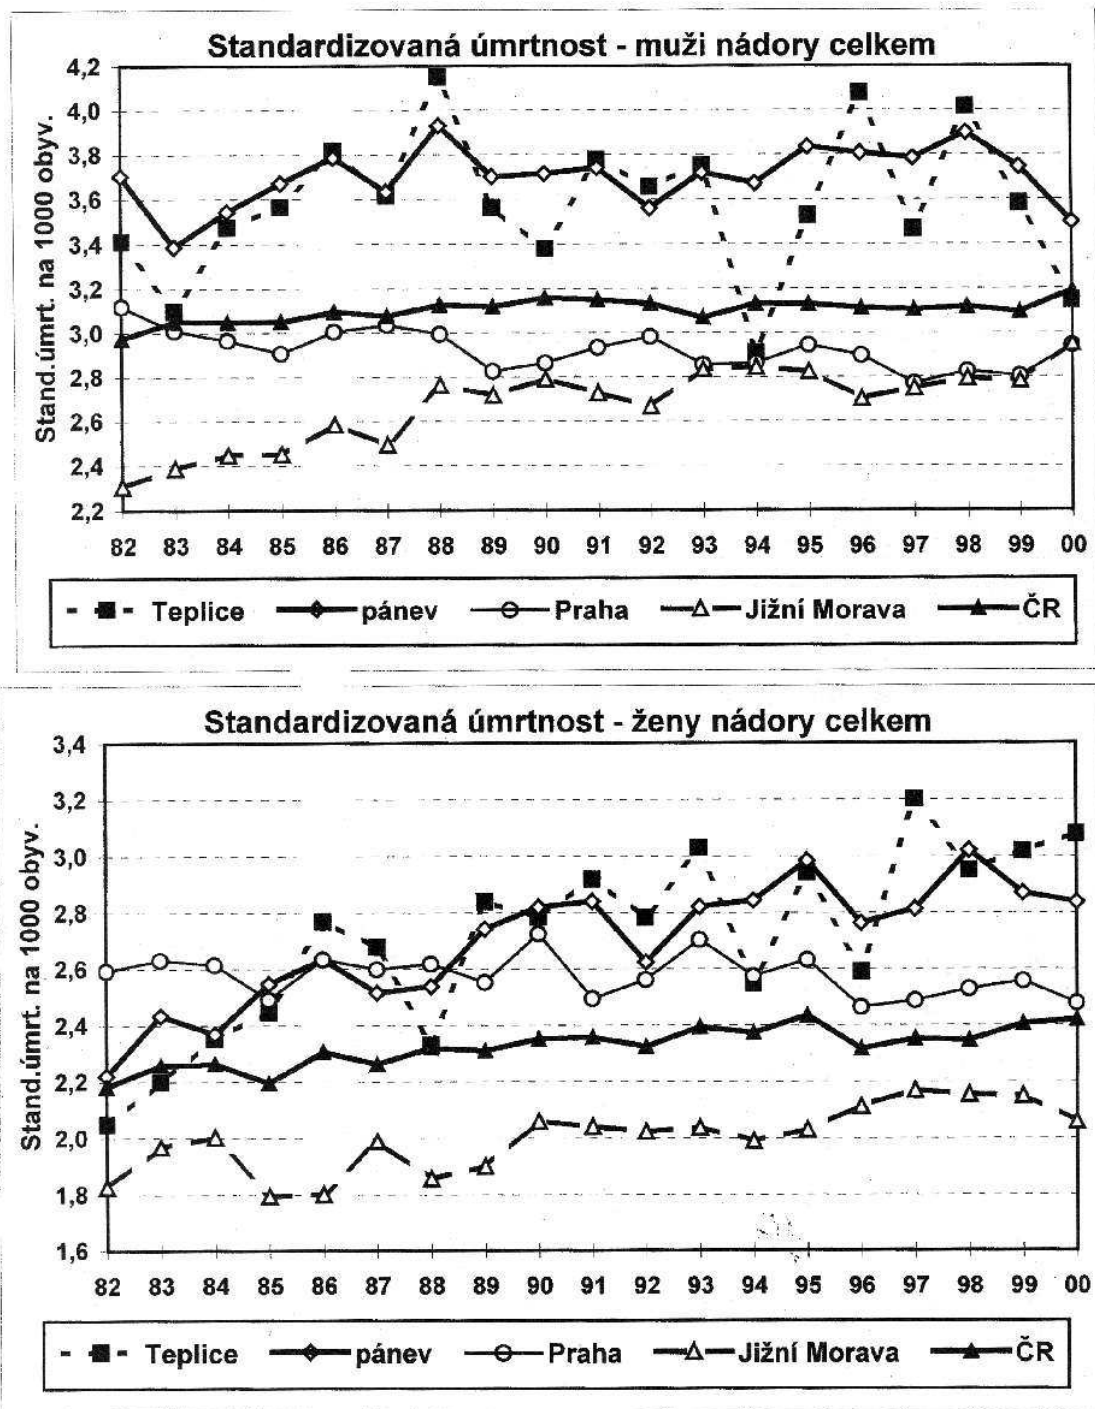 Standardizovaná úmrtnost - muži nádory celkem
Stand.úmrt. na 1000 obyv.
4,2
4,0
3,8
3,6
3,4
3,2
3,0
2,8
2,6
2,4
2,2
82 83 84 85 86 87 88 89 90 91 92 93 94 95 96 97 98 99 00
Teplice pánev Praha Jižní Morava ČR
Standardizovaná úmrtnost - ženy nádory celkem
Stand.úmrt. na 1000 obyv.
3,4
3,2
3,0
2,8
2,6
2,4
2,2
2,0
1,8
1,6
82 83 84 85 86 87 88 89 90 91 92 93 94 95 96 97 98 99 00
Teplice pánev Praha Jižní Morava ČR